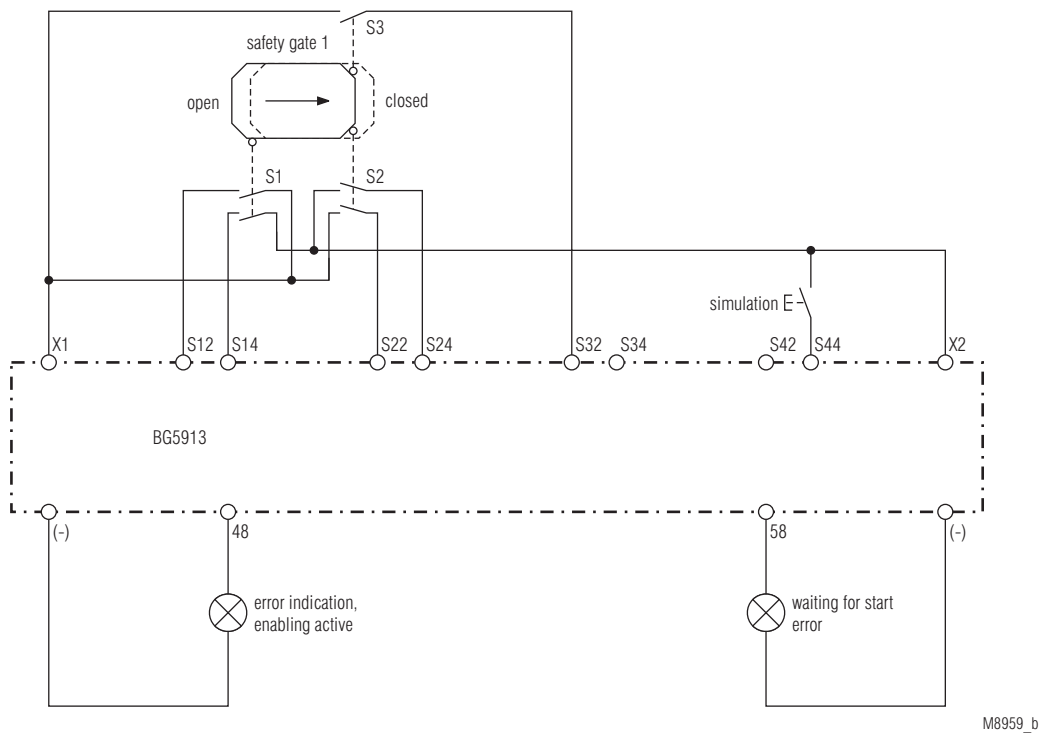 S3
safety gate 1
open
closed
S1
S2
simulation
X1
S12
S14
S22
S24
S32
S34
S42
S44
X2
BG5913
(-)
48
58
(-)
error indication,
enabling active
waiting for start
error
M8959_b